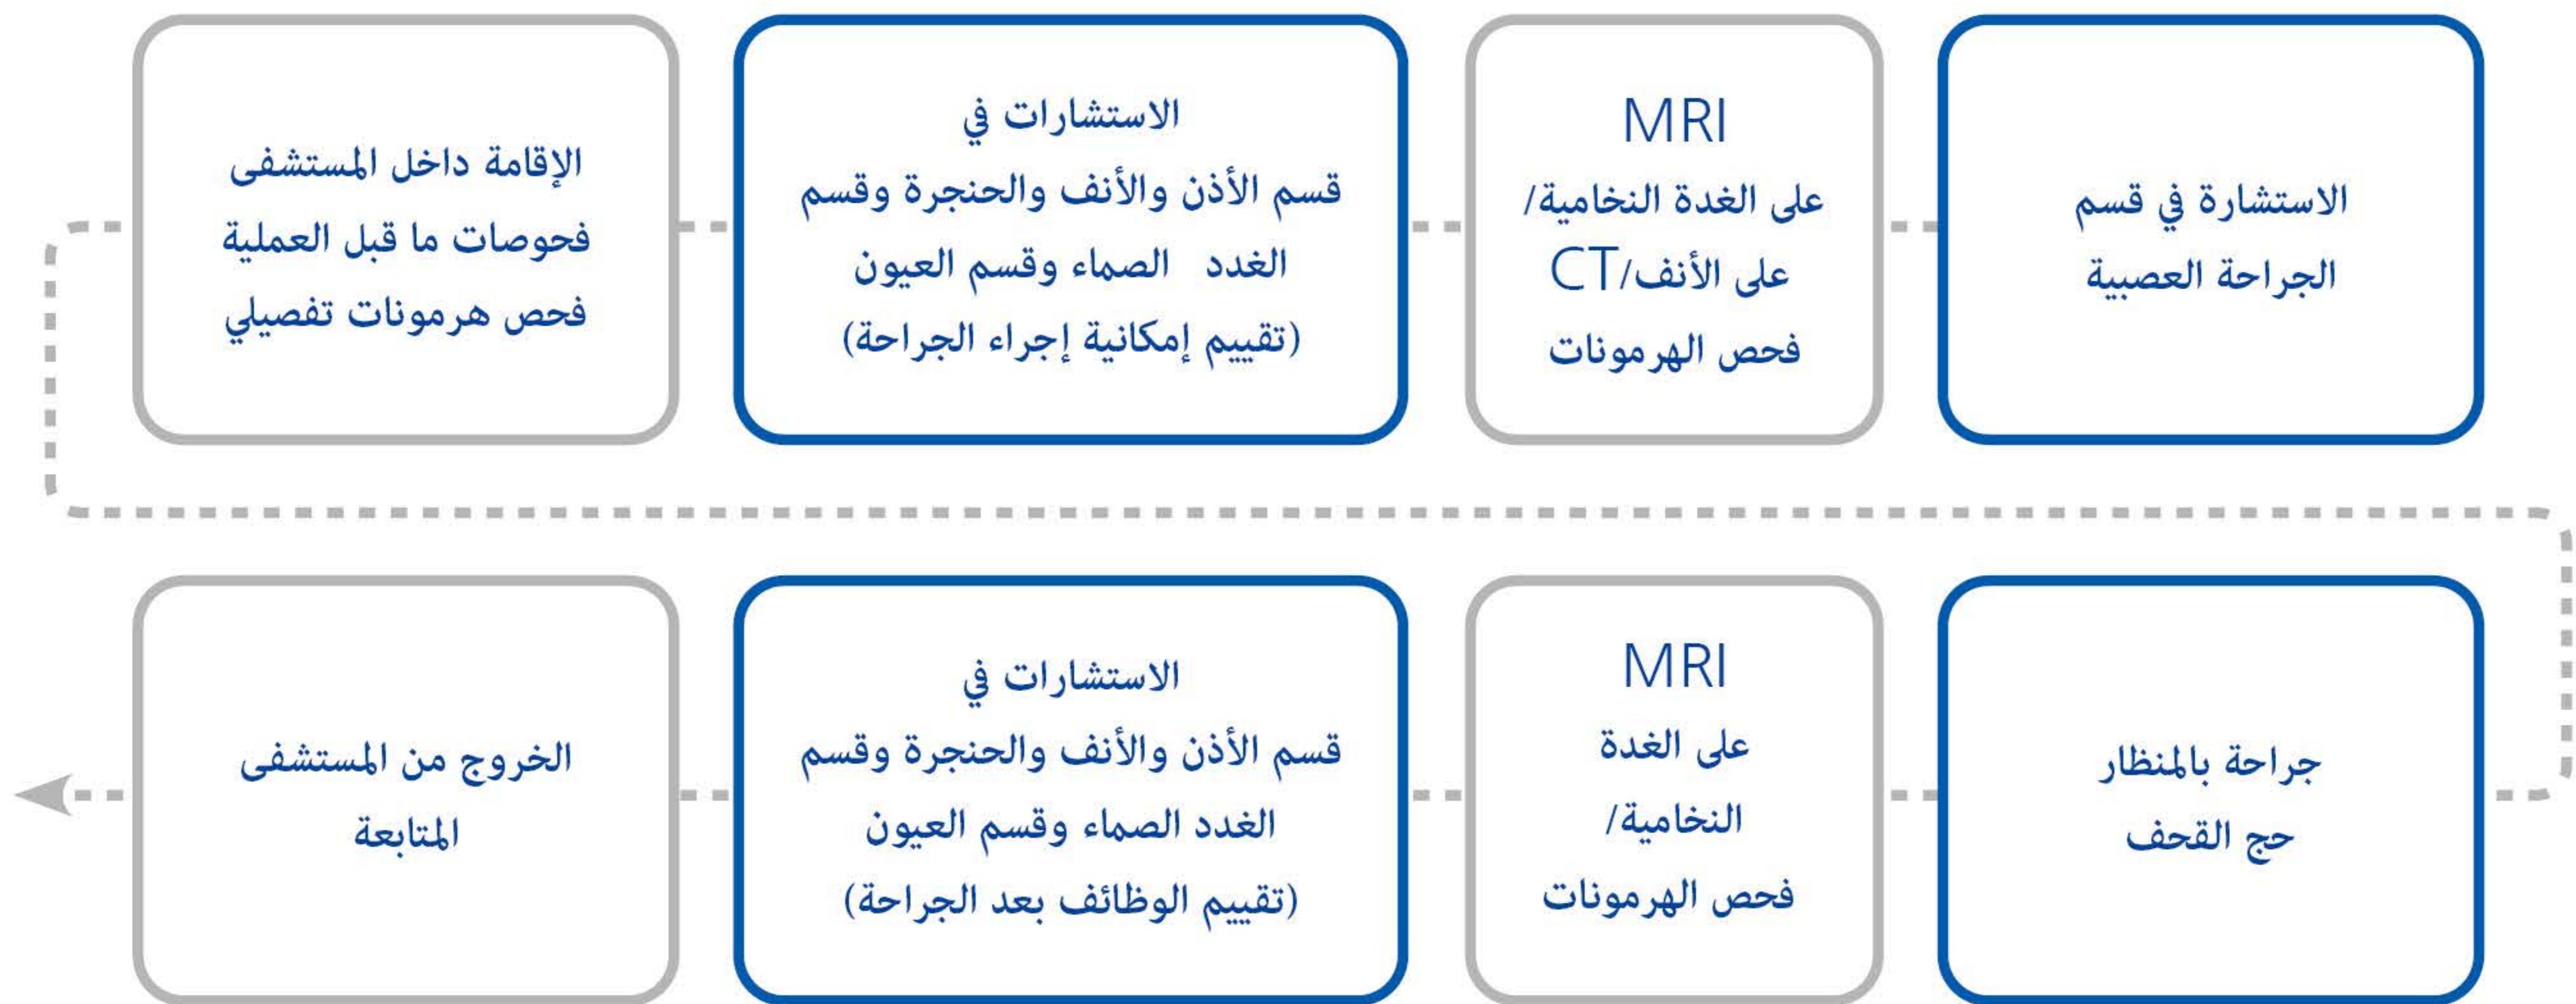 الاستشارة في قسم
الجراحة العصبية
MRI
على الغدة النخامية/
على الأنف/CT
فحص الهرمونات
الاستشارات في
قسم الأذن والأنف والحنجرة وقسم
الغدد الصماء وقسم العيون
(تقييم إمكانية إجراء الجراحة)
الإقامة داخل المستشفى
فحوصات ما قبل العملية
فحص هرمونات تفصيلي
جراحة بالمنظار
حج القحف
MRI
على الغدة
النخامية/
فحص الهرمونات
الاستشارات في
قسم الأذن والأنف والحنجرة وقسم
الغدد الصماء وقسم العيون
(تقييم الوظائف بعد الجراحة)
الخروج من المستشفى
المتابعة